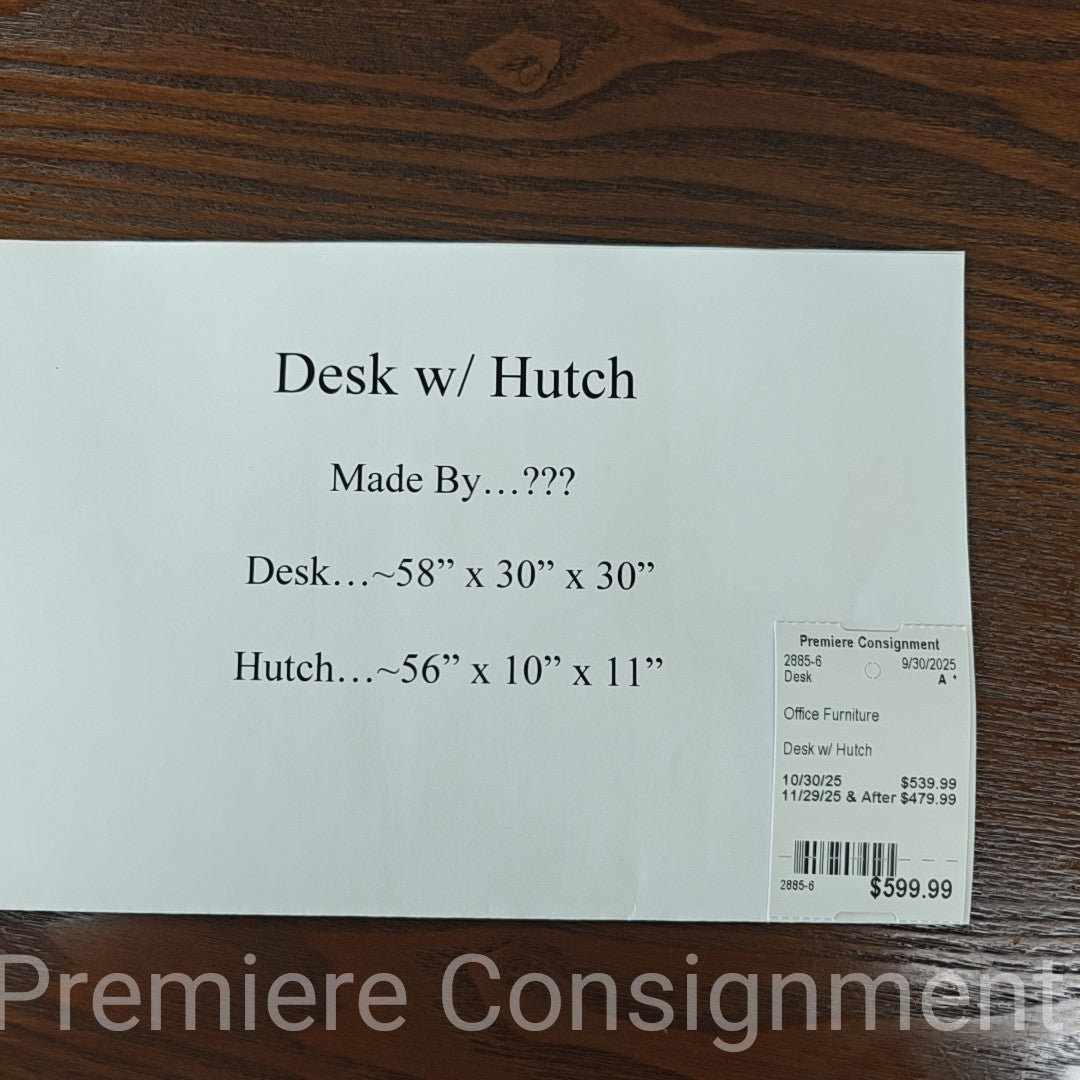 Desk w/ Hutch
Made By…???
Desk…~58” x 30” x 30”
Hutch…~56” x 10” x 11”
Premiere Consignment
2885-6 9/30/2025
Desk A *
Office Furniture
Desk w/ Hutch
10/30/25 $539.99
11/29/25 & After $479.99
2885-6 $599.99
Premiere Consignment